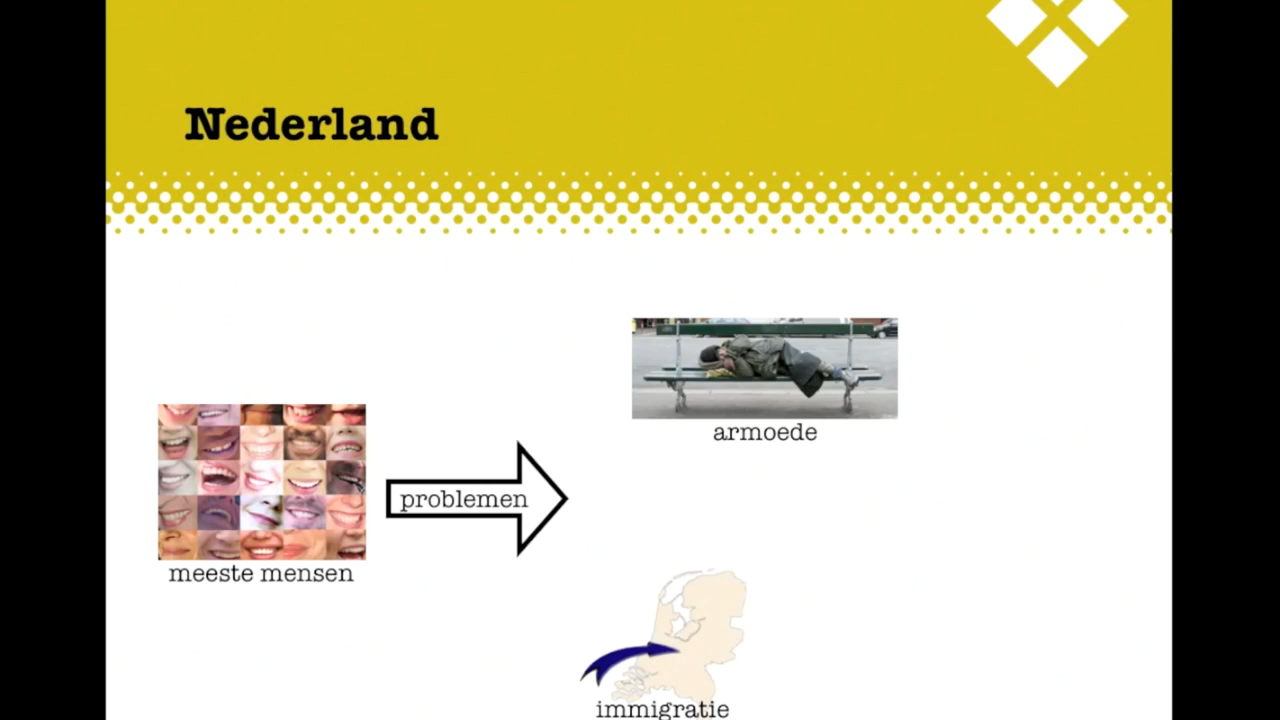 Nederland
armoede
problemen
meeste mensen
immigratie